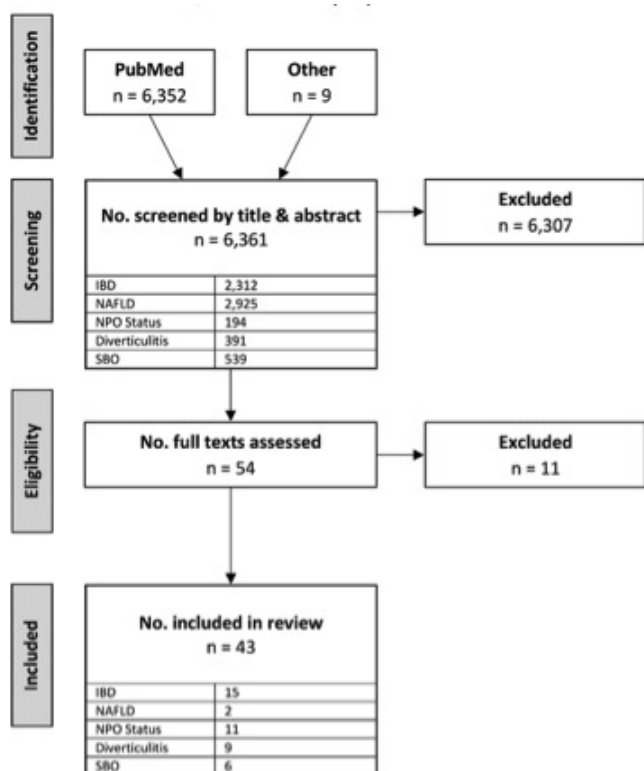 Identification
PubMed
n = 6,352
Other
n = 9
Screening
No. screened by title & abstract
n = 6,361
IBD 2,312
NAFLD 2,925
NPO Status 194
Diverticulitis 391
SBO 539
Excluded
n = 6,307
Eligibility
No. full texts assessed
n = 54
Excluded
n = 11
Included
No. included in review
n = 43
IBD 15
NAFLD 2
NPO Status 11
Diverticulitis 9
SBO 6